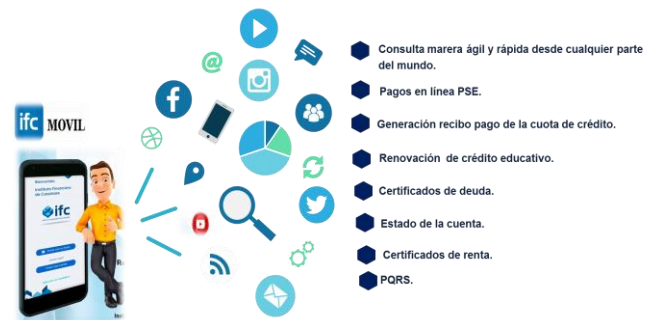 ifc MOVIL
Bienvenido,
Instituto Financiero
de Casanare
ifc
Consulta marera ágil y rápida desde cualquier parte
del mundo.
Pagos en línea PSE.
Generación recibo pago de la cuota de crédito.
Renovación de crédito educativo.
Certificados de deuda.
Estado de la cuenta.
Certificados de renta.
PQRS.